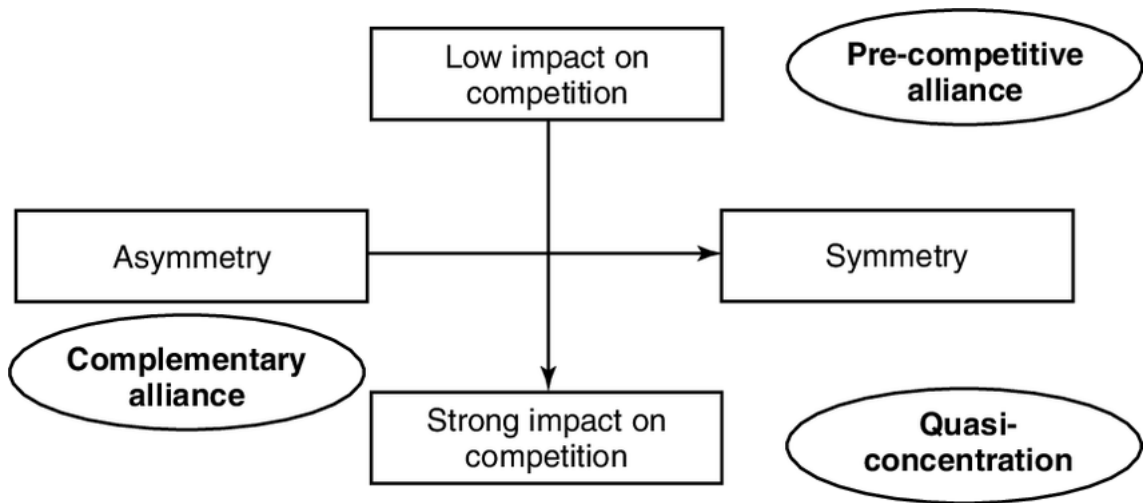 Low impact on
competition
Pre-competitive
alliance
Asymmetry
Symmetry
Complementary
alliance
Strong impact on
competition
Quasi-
concentration